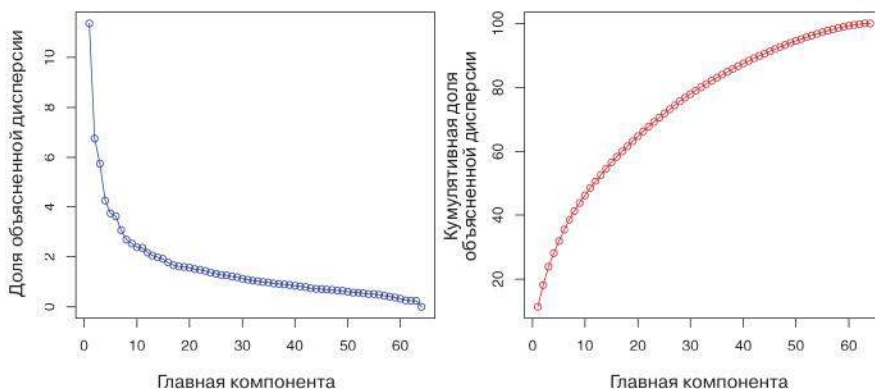 Доля объясненной дисперсии
10
8
6
4
2
0
0 10 20 30 40 50 60
Главная компонента
Кумулятивная доля
объясненной дисперсии
100
80
60
40
20
0 10 20 30 40 50 60
Главная компонента